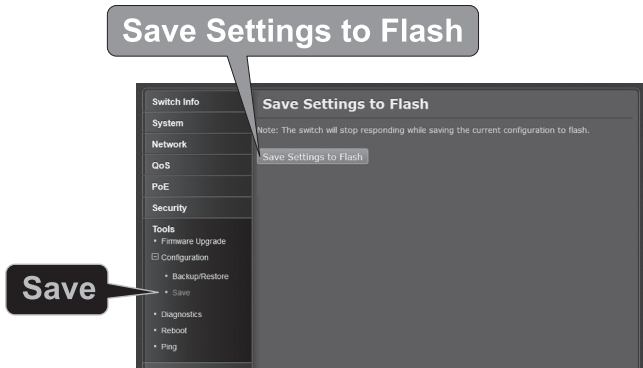 Save Settings to Flash
Switch Info
System
Network
QoS
PoE
Security
Tools
• Firmware Upgrade
Configuration
• Backup/Restore
• Save
• Diagnostics
• Reboot
• Ping
Save Settings to Flash
Note: The switch will stop responding while saving the current configuration to flash.
Save Settings to Flash
Save